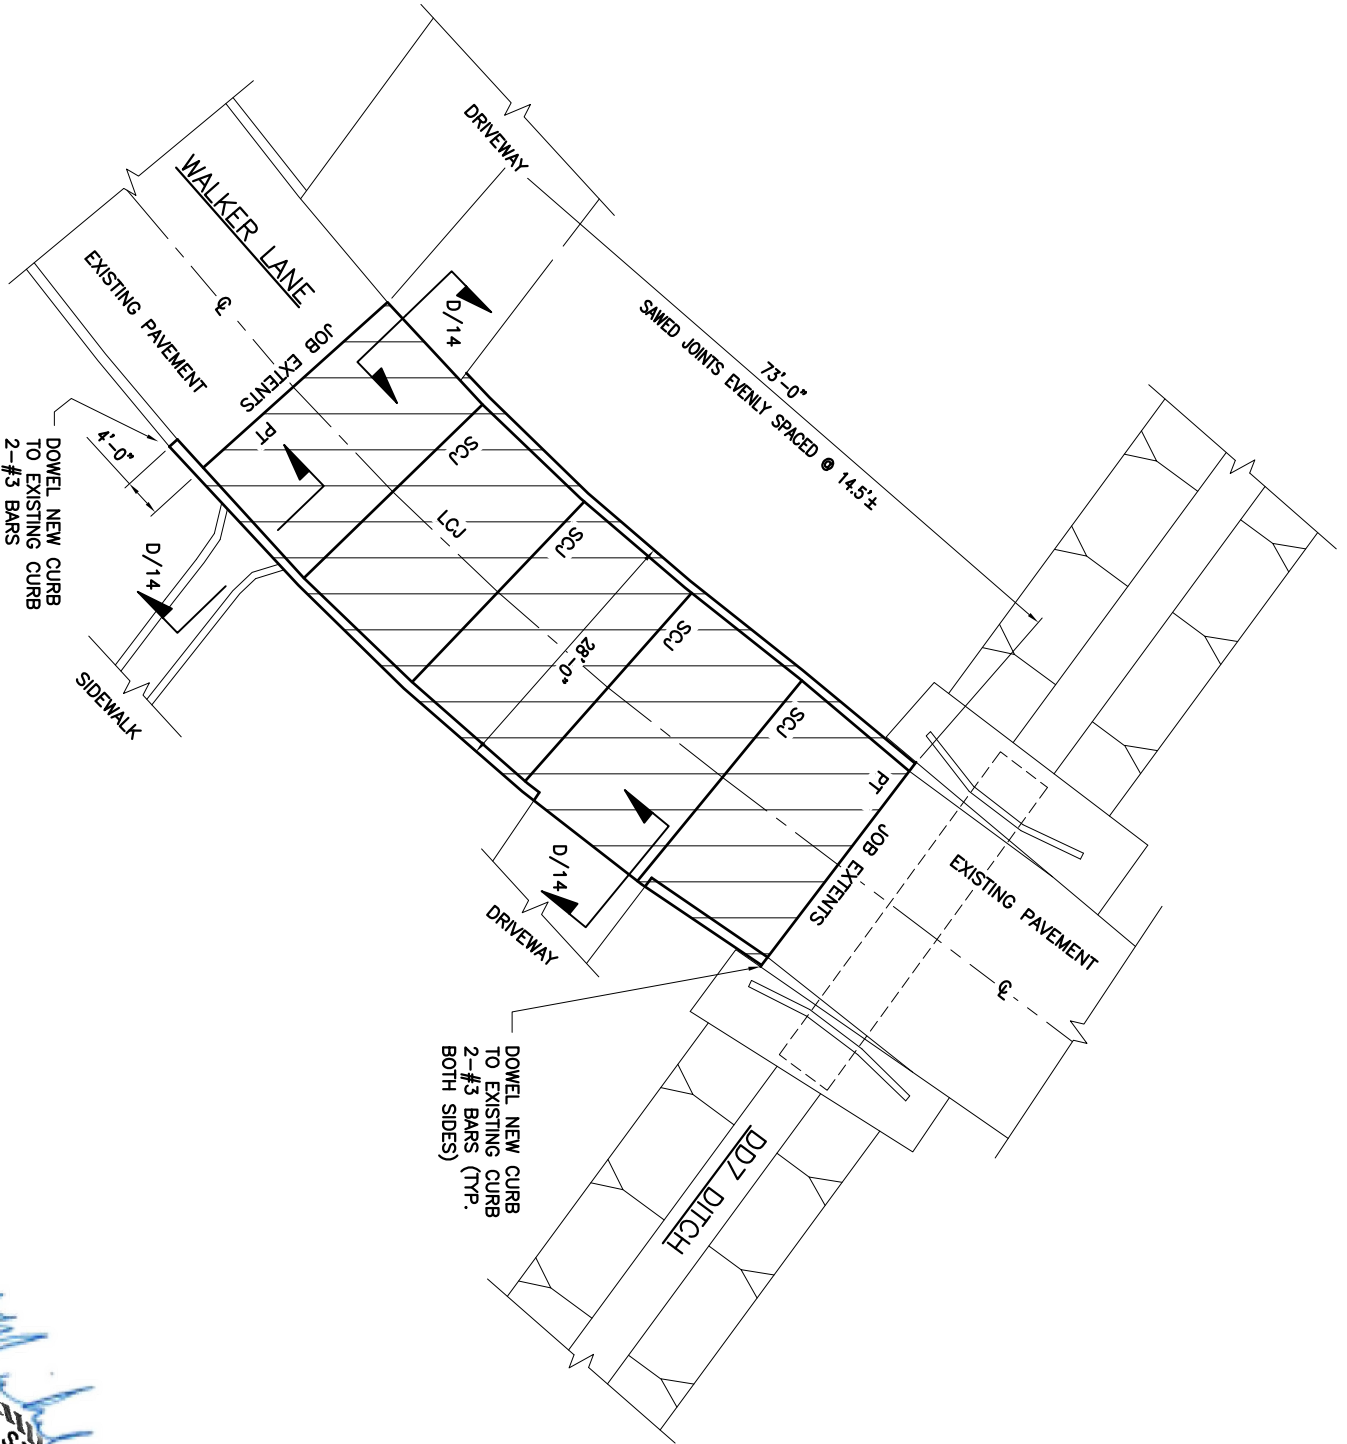 DRIVEWAY
WALKER LANE
EXISTING PAVEMENT
℄
JOB EXTENTS
PT
D/14
73'-0"
SAWED JOINTS EVENLY SPACED @ 14.5'±
SCJ
LCJ
SCJ
28'-0"
SCJ
SCJ
PT
JOB EXTENTS
EXISTING PAVEMENT
℄
4'-0"
DOWEL NEW CURB
TO EXISTING CURB
2-#3 BARS
D/14
SIDEWALK
D/14
DRIVEWAY
DOWEL NEW CURB
TO EXISTING CURB
2-#3 BARS (TYP.
BOTH SIDES)
DD7 DITCH